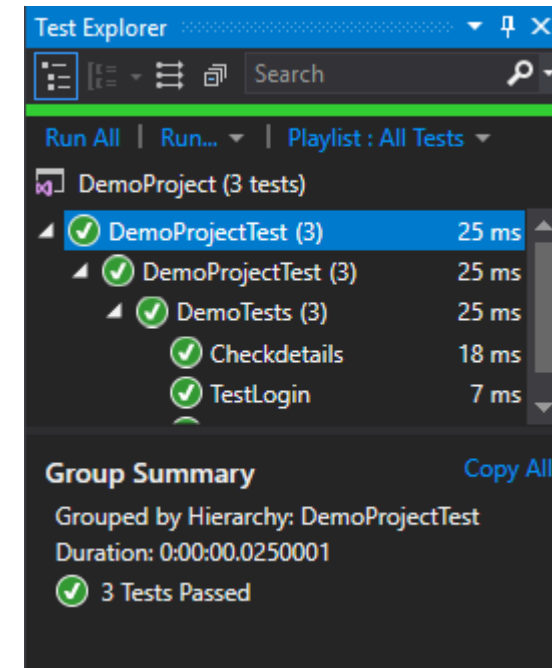 Test Explorer
Search
Run All | Run... | Playlist : All Tests
DemoProject (3 tests)
DemoProjectTest (3) 25 ms
DemoProjectTest (3) 25 ms
DemoTests (3) 25 ms
Checkdetails 18 ms
TestLogin 7 ms
Group Summary Copy All
Grouped by Hierarchy: DemoProjectTest
Duration: 0:00:00.0250001
3 Tests Passed